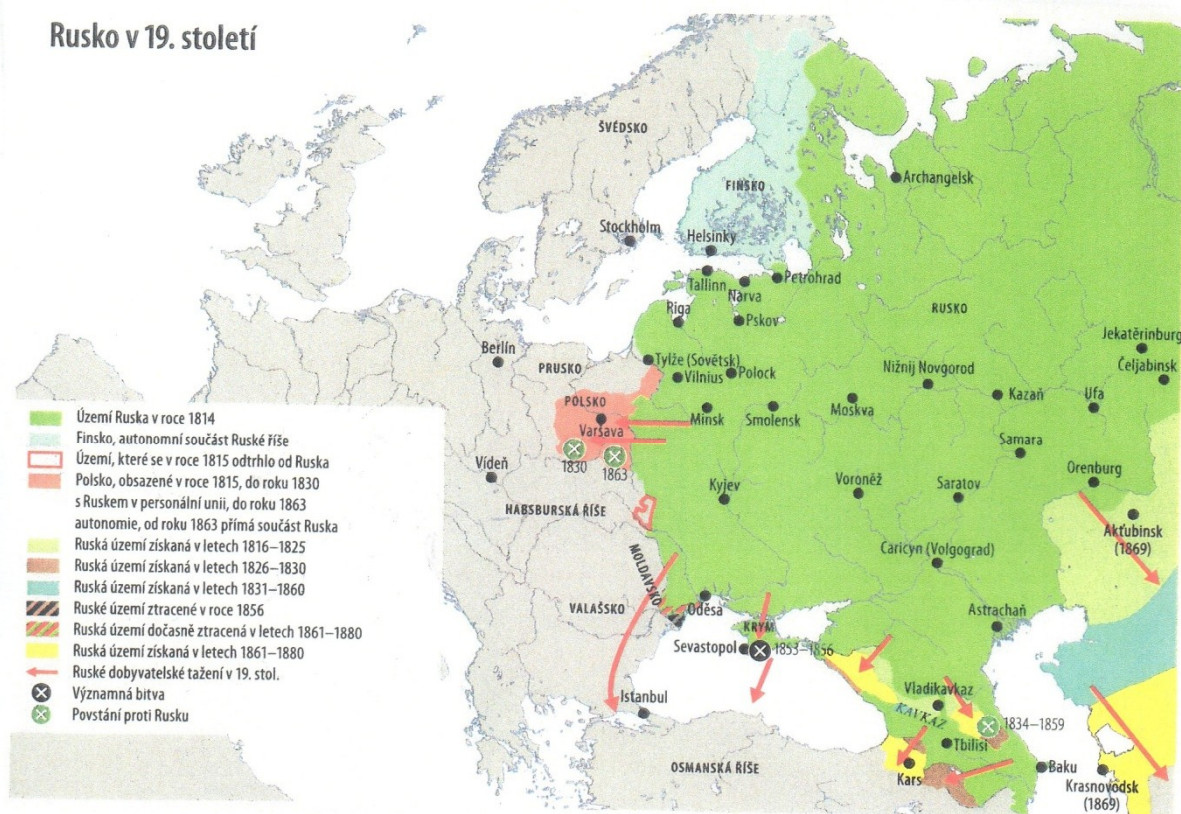 Rusko v 19. století
ŠVÉDSKO
FINSKO
Archangelsk
Stockholm
Helsinky
Tallinn
Narva
Petrohrad
Riga
Pskov
RUSKO
Jekatěrinburg
Čeljabinsk
Berlín
PRUSKO
Tylže (Sovětsk)
Vilnius
Polock
Nižnij Novgorod
Kazaň
Ufa
POLSKO
Varšava
Minsk
Smolensk
Moskva
Samara
1830
1863
Vídeň
Kyjev
Voroněž
Saratov
Orenburg
HABSBURSKÁ ŘÍŠE
Akťubinsk
(1869)
Caricyn (Volgograd)
MOLDAVSKO
VALAŠSKO
Oděsa
Astrachaň
KRYM
Sevastopol
1853–1856
Istanbul
Vladikavkaz
KAVKAZ
1834–1859
Tbilisi
OSMANSKÁ ŘÍŠE
Kars
Baku
Krasnovodsk
(1869)
Území Ruska v roce 1814
Finsko, autonomní součást Ruské říše
Území, které se v roce 1815 odtrhlo od Ruska
Polsko, obsazené v roce 1815, do roku 1830
s Ruskem v personální unii, do roku 1863
autonomie, od roku 1863 přímá součást Ruska
Ruská území získaná v letech 1816–1825
Ruská území získaná v letech 1826–1830
Ruská území získaná v letech 1831–1860
Ruské území ztracené v roce 1856
Ruská území dočasně ztracená v letech 1861–1880
Ruská území získaná v letech 1861–1880
Ruské dobyvatelské tažení v 19. stol.
Významná bitva
Povstání proti Rusku